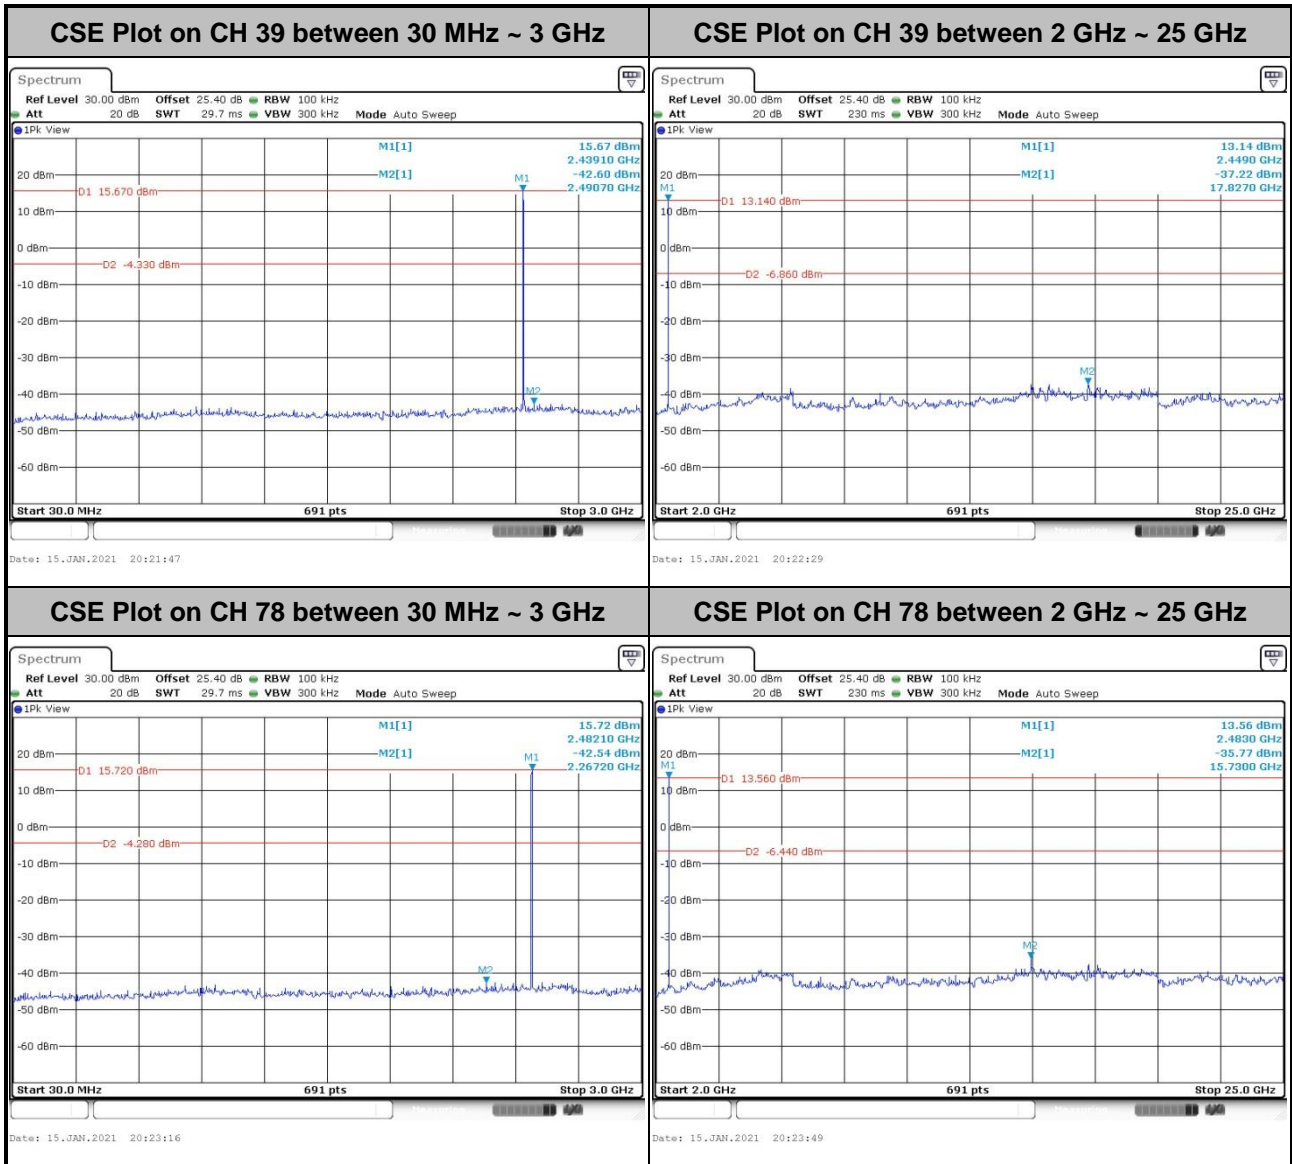 CSE Plot on CH 39 between 30 MHz ~ 3 GHz
Spectrum
Ref Level 30.00 dBm Offset 25.40 dB RBW 100 kHz
Att 20 dB SWT 29.7 ms VBW 300 kHz Mode Auto Sweep
1Pk View
M1[1] 15.67 dBm
2.43910 GHz
20 dBm M2[1] -42.60 dBm
M1 2.49070 GHz
D1 15.670 dBm
10 dBm
0 dBm
D2 -4.330 dBm
-10 dBm
-20 dBm
-30 dBm
-40 dBm M2
-50 dBm
-60 dBm
Start 30.0 MHz 691 pts Stop 3.0 GHz
Date: 15.JAN.2021 20:21:47
CSE Plot on CH 39 between 2 GHz ~ 25 GHz
Spectrum
Ref Level 30.00 dBm Offset 25.40 dB RBW 100 kHz
Att 20 dB SWT 230 ms VBW 300 kHz Mode Auto Sweep
1Pk View
M1[1] 13.14 dBm
2.4490 GHz
20 dBm M2[1] -37.22 dBm
M1 17.8270 GHz
D1 13.140 dBm
10 dBm
0 dBm
D2 -6.860 dBm
-10 dBm
-20 dBm
-30 dBm
M2
-40 dBm
-50 dBm
-60 dBm
Start 2.0 GHz 691 pts Stop 25.0 GHz
Date: 15.JAN.2021 20:22:29
CSE Plot on CH 78 between 30 MHz ~ 3 GHz
Spectrum
Ref Level 30.00 dBm Offset 25.40 dB RBW 100 kHz
Att 20 dB SWT 29.7 ms VBW 300 kHz Mode Auto Sweep
1Pk View
M1[1] 15.72 dBm
2.48210 GHz
20 dBm M2[1] -42.54 dBm
M1 2.26720 GHz
D1 15.720 dBm
10 dBm
0 dBm
D2 -4.280 dBm
-10 dBm
-20 dBm
-30 dBm
-40 dBm M2
-50 dBm
-60 dBm
Start 30.0 MHz 691 pts Stop 3.0 GHz
Date: 15.JAN.2021 20:23:16
CSE Plot on CH 78 between 2 GHz ~ 25 GHz
Spectrum
Ref Level 30.00 dBm Offset 25.40 dB RBW 100 kHz
Att 20 dB SWT 230 ms VBW 300 kHz Mode Auto Sweep
1Pk View
M1[1] 13.56 dBm
2.4830 GHz
20 dBm M2[1] -35.77 dBm
M1 15.7300 GHz
D1 13.560 dBm
10 dBm
0 dBm
D2 -6.440 dBm
-10 dBm
-20 dBm
-30 dBm
M2
-40 dBm
-50 dBm
-60 dBm
Start 2.0 GHz 691 pts Stop 25.0 GHz
Date: 15.JAN.2021 20:23:49